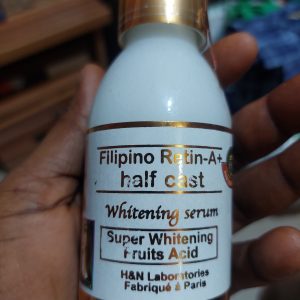 Filipino Retin-A+
half cast
Whitening serum
Super Whitening
Fruits Acid
H&N Laboratories
Fabriqué à Paris